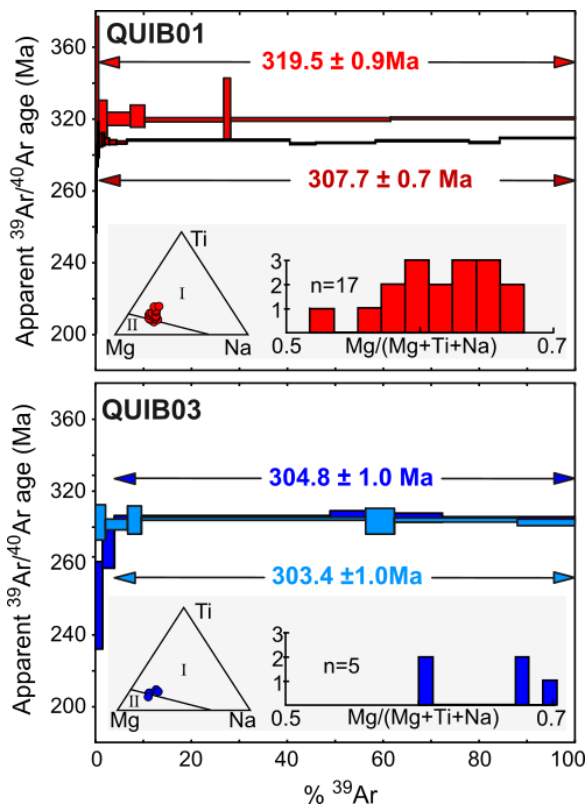 QUIB01
319.5 ± 0.9Ma
307.7 ± 0.7 Ma
Apparent ³⁹Ar/⁴⁰Ar age (Ma)
360
320
260
240
200
Ti
I
II
Mg
Na
n=17
3
2
1
0.5
0.7
Mg/(Mg+Ti+Na)
QUIB03
304.8 ± 1.0 Ma
303.4 ±1.0Ma
Apparent ³⁹Ar/⁴⁰Ar age (Ma)
360
320
260
240
200
Ti
I
II
Mg
Na
n=5
3
2
1
0.5
0.7
Mg/(Mg+Ti+Na)
0 20 40 60 80 100
% ³⁹Ar